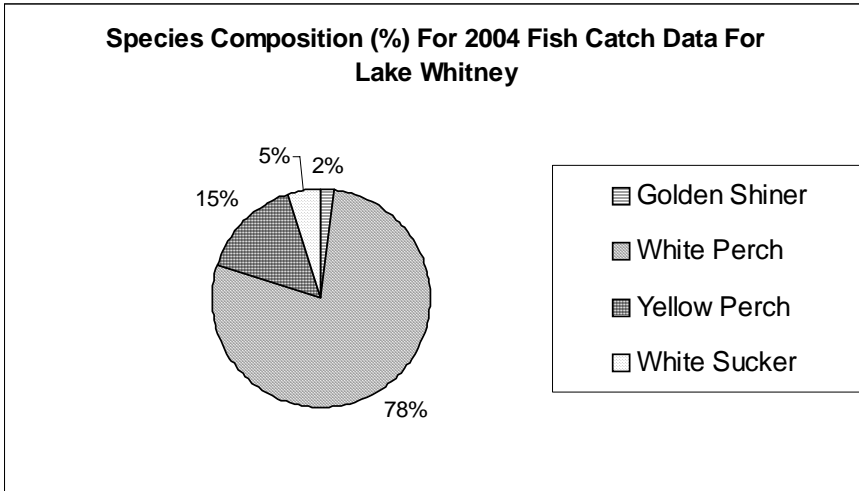 Species Composition (%) For 2004 Fish Catch Data For
Lake Whitney
5%
2%
15%
78%
Golden Shiner
White Perch
Yellow Perch
White Sucker